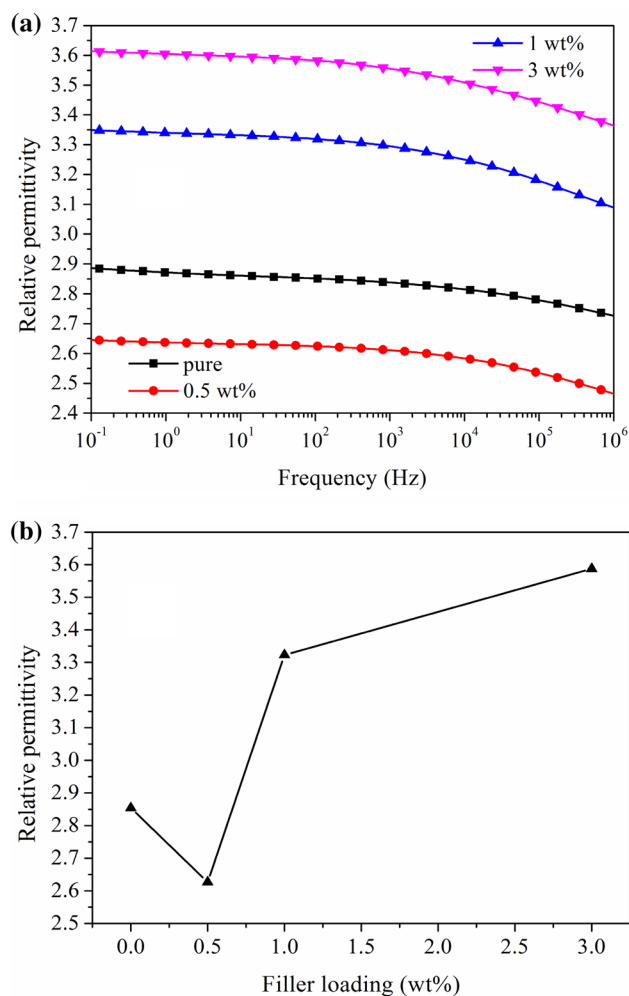 (a)
3.7
3.6
3.5
3.4
3.3
3.2
3.1
3.0
2.9
2.8
2.7
2.6
2.5
2.4
Relative permittivity
1 wt%
3 wt%
pure
0.5 wt%
10⁻¹ 10⁰ 10¹ 10² 10³ 10⁴ 10⁵ 10⁶
Frequency (Hz)
(b)
3.7
3.6
3.5
3.4
3.3
3.2
3.1
3.0
2.9
2.8
2.7
2.6
2.5
Relative permittivity
0.0 0.5 1.0 1.5 2.0 2.5 3.0
Filler loading (wt%)